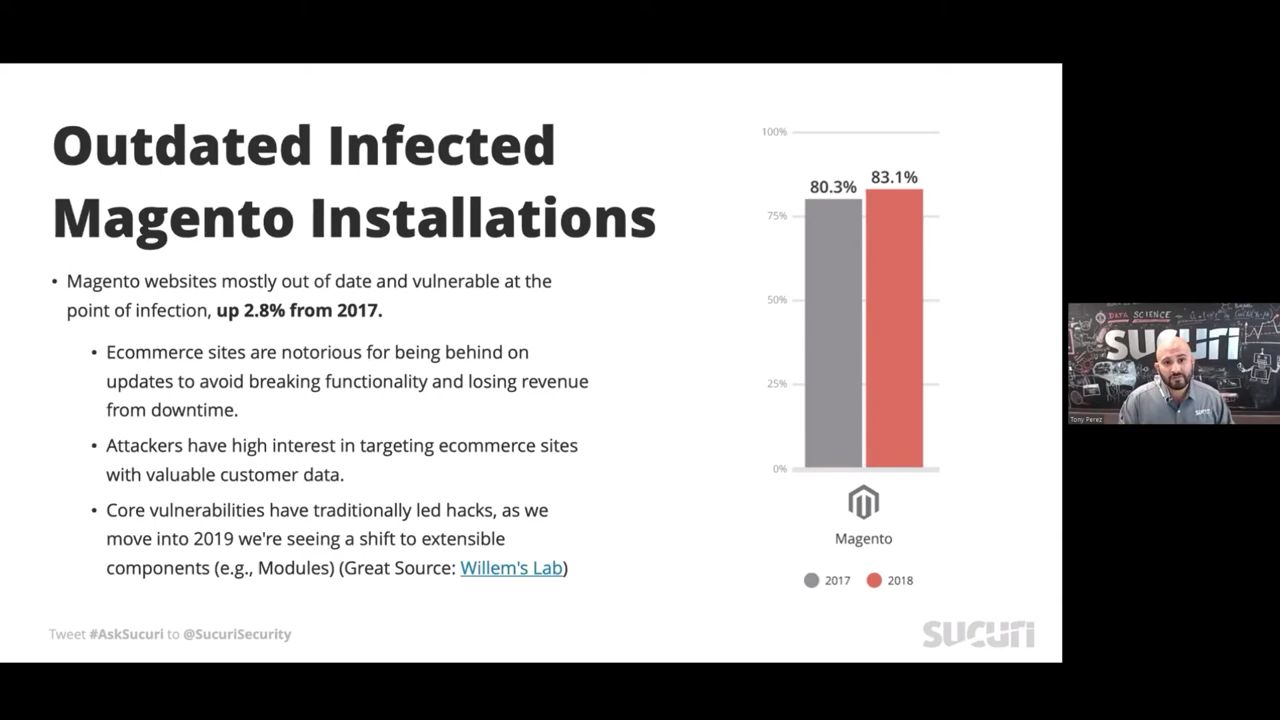 Outdated Infected
Magento Installations
• Magento websites mostly out of date and vulnerable at the
point of infection, up 2.8% from 2017.
• Ecommerce sites are notorious for being behind on
updates to avoid breaking functionality and losing revenue
from downtime.
• Attackers have high interest in targeting ecommerce sites
with valuable customer data.
• Core vulnerabilities have traditionally led hacks, as we
move into 2019 we're seeing a shift to extensible
components (e.g., Modules) (Great Source: Willem's Lab)
100%
75%
50%
25%
0%
80.3%
83.1%
Magento
2017 2018
Tweet #AskSucuri to @SucuriSecurity
sucuri
DATA SCIENCE
sucuri
Tony Perez